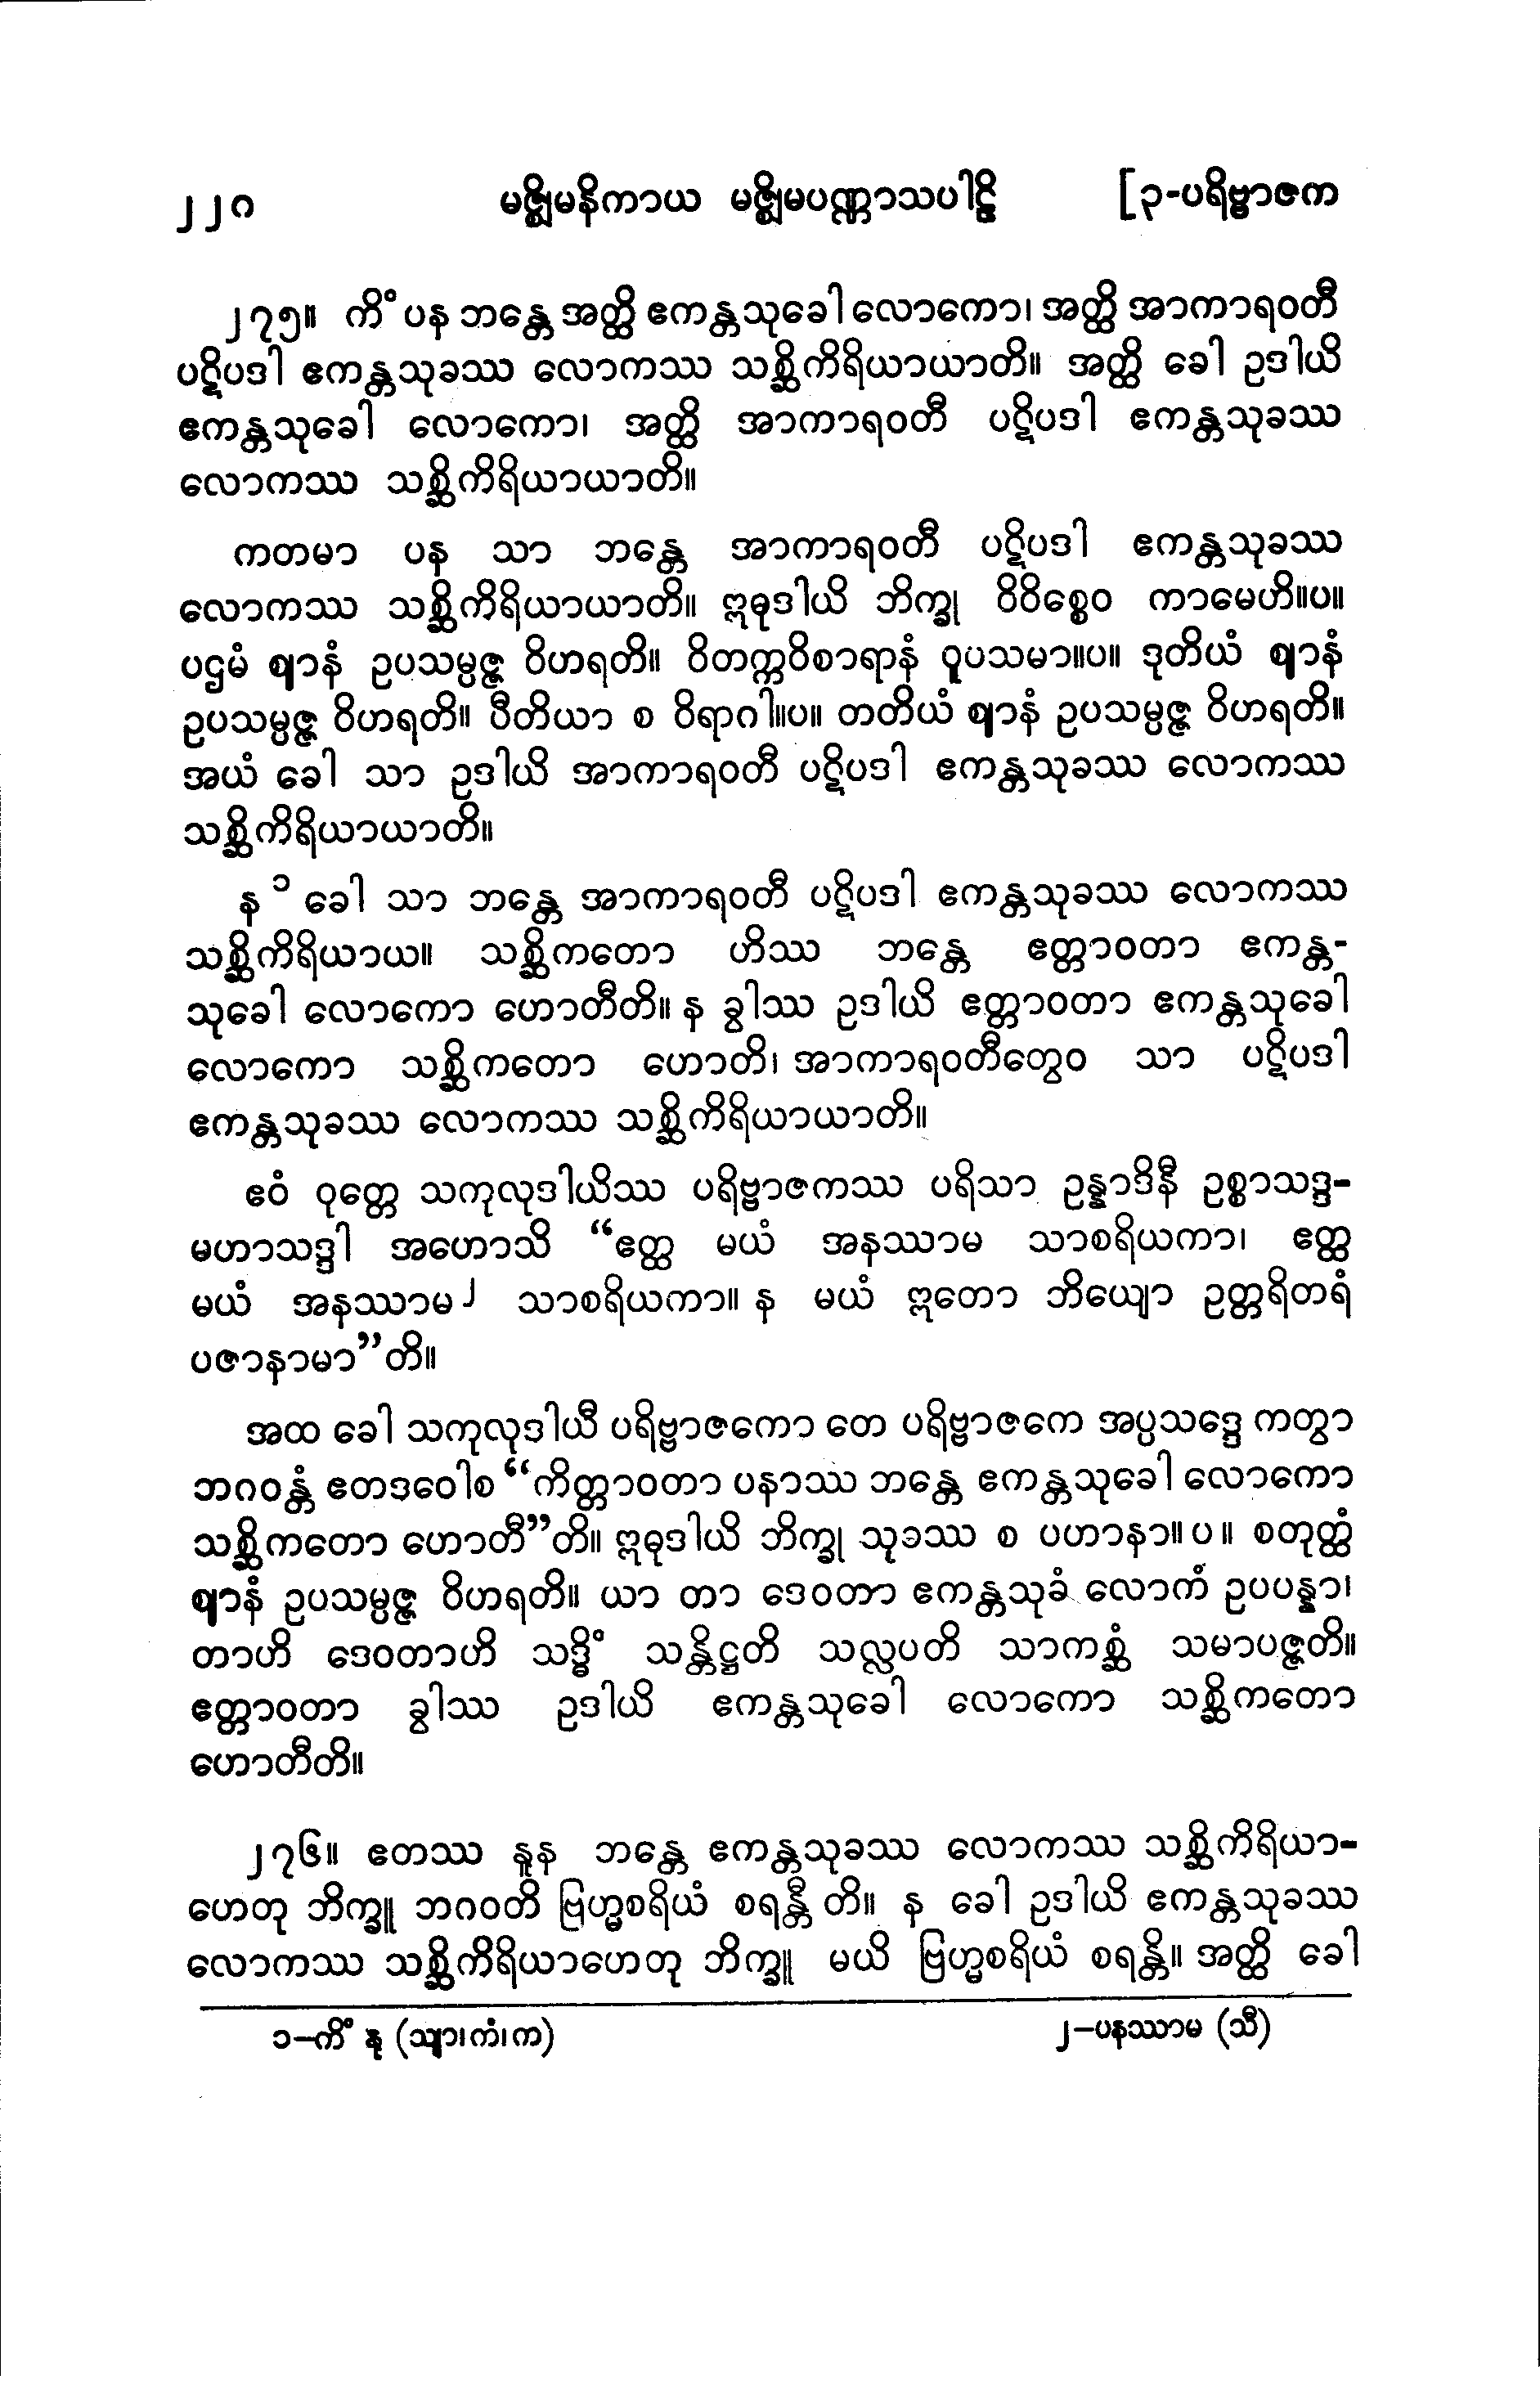 ၂၂၀ မဇ္ဈိမနိကာယ မဇ္ဈိမပဏ္ဏာသပါဠိ [၃-ပရိဗ္ဗာဇက
၂၇၅။ ကိံ ပန ဘန္တေ အတ္ထိ ဧကန္တသုခေါ လောကော၊ အတ္ထိ အာကာရဝတီ
ပဋိပဒါ ဧကန္တသုခဿ လောကဿ သစ္ဆိကိရိယာယာတိ။ အတ္ထိ ခေါ ဥဒါယိ
ဧကန္တသုခေါ လောကော၊ အတ္ထိ အာကာရဝတီ ပဋိပဒါ ဧကန္တသုခဿ
လောကဿ သစ္ဆိကိရိယာယာတိ။
ကတမာ ပန သာ ဘန္တေ အာကာရဝတီ ပဋိပဒါ ဧကန္တသုခဿ
လောကဿ သစ္ဆိကိရိယာယာတိ။ ဣဓုဒါယိ ဘိက္ခု ဝိဝိစ္စေဝ ကာမေဟိ။ပ။
ပဌမံ ဈာနံ ဥပသမ္ပဇ္ဇ ဝိဟရတိ။ ဝိတက္ကဝိစာရာနံ ဝူပသမာ။ပ။ ဒုတိယံ ဈာနံ
ဥပသမ္ပဇ္ဇ ဝိဟရတိ။ ပီတိယာ စ ဝိရာဂါ။ပ။ တတိယံ ဈာနံ ဥပသမ္ပဇ္ဇ ဝိဟရတိ။
အယံ ခေါ သာ ဥဒါယိ အာကာရဝတီ ပဋိပဒါ ဧကန္တသုခဿ လောကဿ
သစ္ဆိကိရိယာယာတိ။
န ၁ ခေါ သာ ဘန္တေ အာကာရဝတီ ပဋိပဒါ ဧကန္တသုခဿ လောကဿ
သစ္ဆိကိရိယာယ။ သစ္ဆိကတော ဟိဿ ဘန္တေ ဧတ္တာဝတာ ဧကန္တ-
သုခေါ လောကော ဟောတီတိ။ န ခွါဿ ဥဒါယိ ဧတ္တာဝတာ ဧကန္တသုခေါ
လောကော သစ္ဆိကတော ဟောတိ၊ အာကာရဝတီတွေဝ သာ ပဋိပဒါ
ဧကန္တသုခဿ လောကဿ သစ္ဆိကိရိယာယာတိ။
ဧဝံ ဝုတ္တေ သကုလုဒါယိဿ ပရိဗ္ဗာဇကဿ ပရိသာ ဥန္နာဒိနီ ဥစ္စာသဒ္ဒ-
မဟာသဒ္ဒါ အဟောသိ “ဧတ္ထ မယံ အနဿာမ သာစရိယကာ၊ ဧတ္ထ
မယံ အနဿာမ ၂ သာစရိယကာ။ န မယံ ဣတော ဘိယျော ဥတ္တရိတရံ
ပဇာနာမာ”တိ။
အထ ခေါ သကုလုဒါယီ ပရိဗ္ဗာဇကော တေ ပရိဗ္ဗာဇကေ အပ္ပသဒ္ဒေ ကတွာ
ဘဂဝန္တံ ဧတဒဝေါစ “ကိတ္တာဝတာ ပနာဿ ဘန္တေ ဧကန္တသုခေါ လောကော
သစ္ဆိကတော ဟောတီ”တိ။ ဣဓုဒါယိ ဘိက္ခု သုခဿ စ ပဟာနာ။ ပ ။ စတုတ္ထံ
ဈာနံ ဥပသမ္ပဇ္ဇ ဝိဟရတိ။ ယာ တာ ဒေဝတာ ဧကန္တသုခံ လောကံ ဥပပန္နာ၊
တာဟိ ဒေဝတာဟိ သဒ္ဓိံ သန္တိဋ္ဌတိ သလ္လပတိ သာကစ္ဆံ သမာပဇ္ဇတိ။
ဧတ္တာဝတာ ခွါဿ ဥဒါယိ ဧကန္တသုခေါ လောကော သစ္ဆိကတော
ဟောတီတိ။
၂၇၆။ ဧတဿ နူန ဘန္တေ ဧကန္တသုခဿ လောကဿ သစ္ဆိကိရိယာ-
ဟေတု ဘိက္ခူ ဘဂဝတိ ဗြဟ္မစရိယံ စရန္တီ တိ။ န ခေါ ဥဒါယိ ဧကန္တသုခဿ
လောကဿ သစ္ဆိကိရိယာဟေတု ဘိက္ခူ မယိ ဗြဟ္မစရိယံ စရန္တိ။ အတ္ထိ ခေါ
၁-ကိံ နု (သျာ၊ကံ၊က) ၂-ပနဿာမ (သီ)